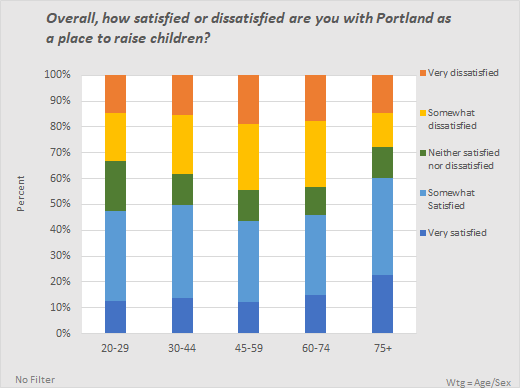 Overall, how satisfied or dissatisfied are you with Portland as
a place to raise children?
100%
90%
80%
70%
60%
50%
40%
30%
20%
10%
0%
Percent
20-29
30-44
45-59
60-74
75+
Very dissatisfied
Somewhat
dissatisfied
Neither satisfied
nor dissatisfied
Somewhat
Satisfied
Very satisfied
No Filter
Wtg = Age/Sex